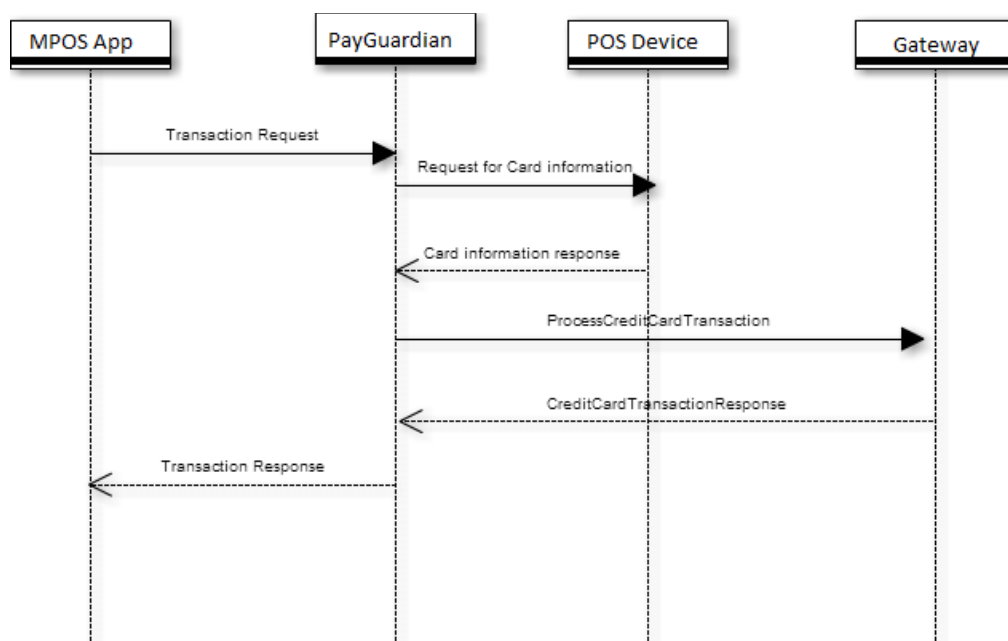 MPOS App
PayGuardian
POS Device
Gateway
Transaction Request
Request for Card information
Card information response
ProcessCreditCardTransaction
CreditCardTransactionResponse
Transaction Response